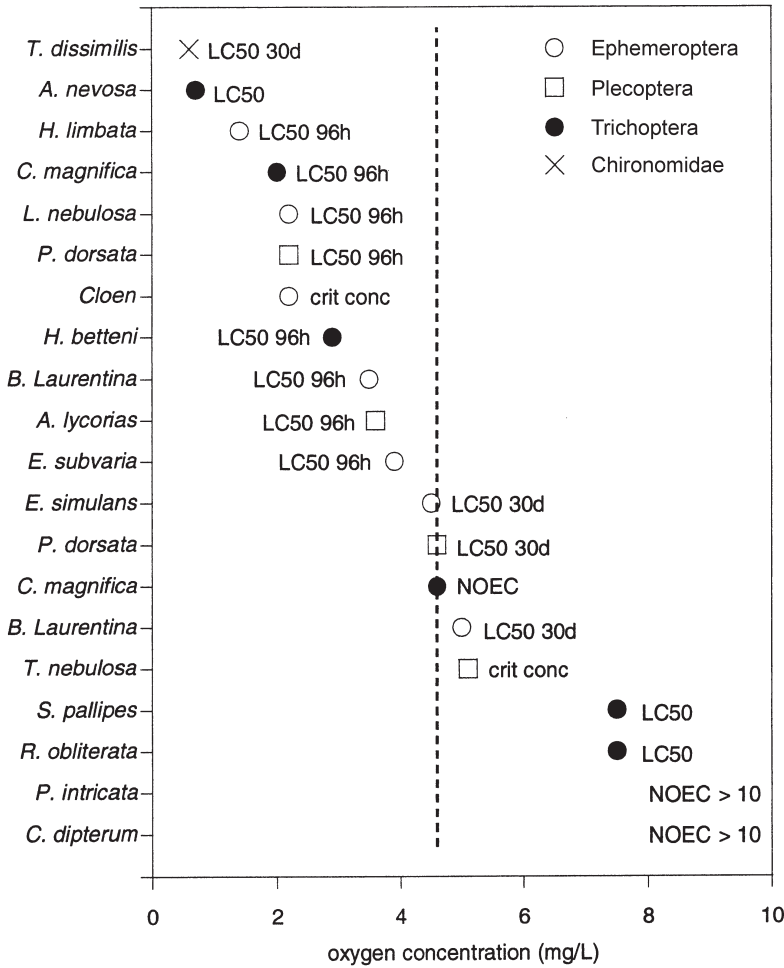 T. dissimilis LC50 30d
Ephemeroptera
A. nevosa LC50
Plecoptera
H. limbata LC50 96h
Trichoptera
C. magnifica LC50 96h
Chironomidae
L. nebulosa LC50 96h
P. dorsata LC50 96h
Cloen crit conc
H. betteni LC50 96h
B. Laurentina LC50 96h
A. lycorias LC50 96h
E. subvaria LC50 96h
E. simulans LC50 30d
P. dorsata LC50 30d
C. magnifica NOEC
B. Laurentina LC50 30d
T. nebulosa crit conc
S. pallipes LC50
R. obliterata LC50
P. intricata NOEC > 10
C. dipterum NOEC > 10
0 2 4 6 8 10
oxygen concentration (mg/L)